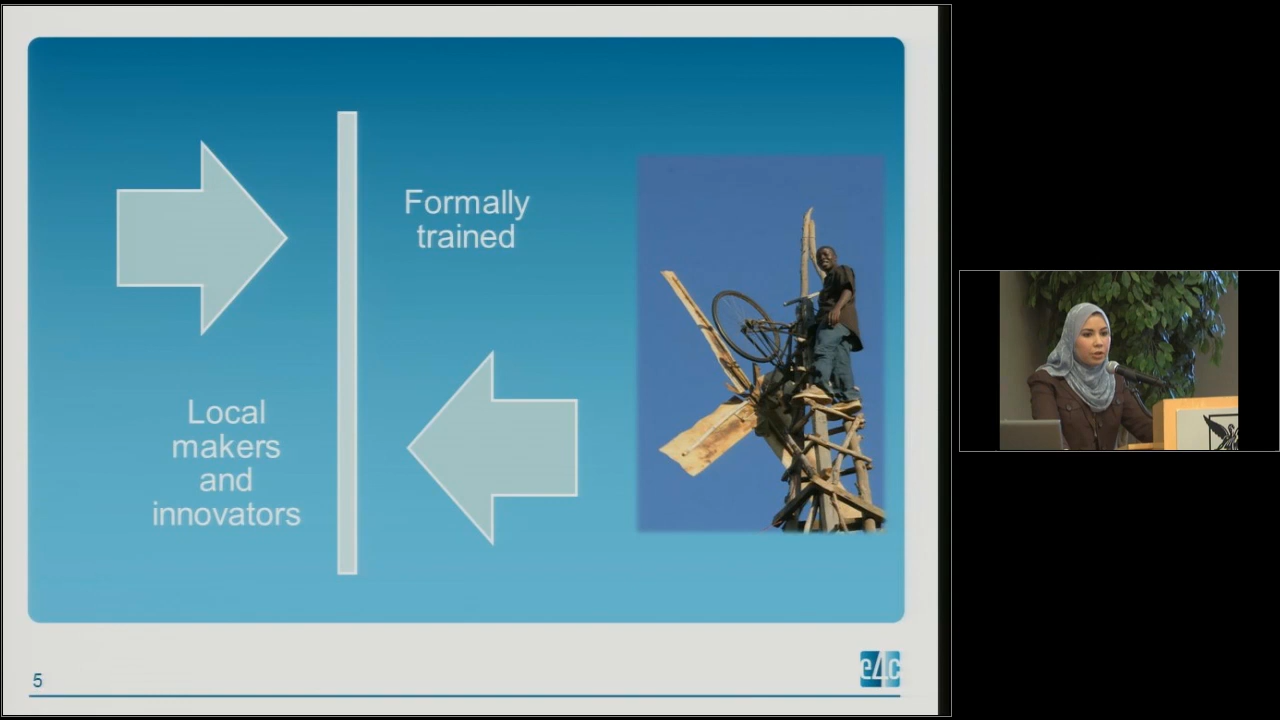 Formally
trained
Local
makers
and
innovators
5
e4c